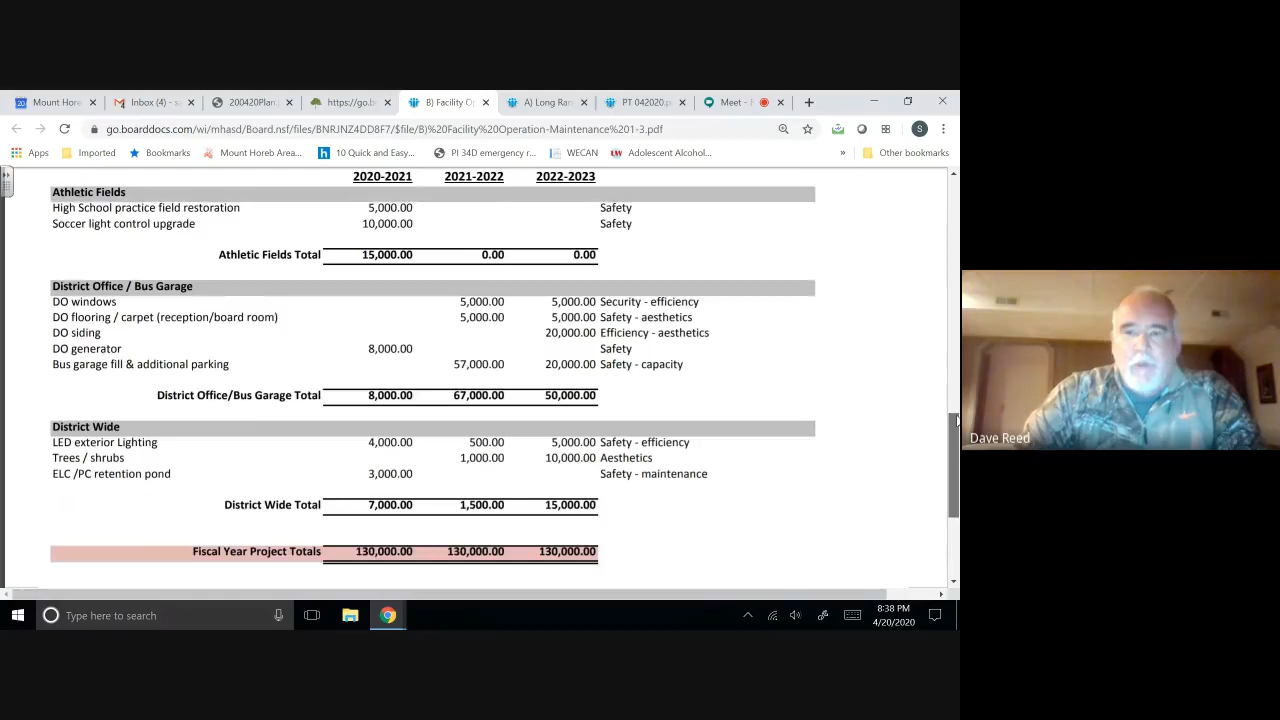 Mount Hore
Inbox (4) - s
200420Plan.
https://go.b
B) Facility Op
A) Long Ran
PT 042020.p
Meet - 
go.boarddocs.com/wi/mhasd/Board.nsf/files/BNRJNZ4DD8F7/$file/B)%20Facility%20Operation-Maintenance%201-3.pdf
S
Apps Imported Bookmarks Mount Horeb Area... 10 Quick and Easy... PI 34D emergency r... WECAN Adolescent Alcohol... » Other bookmarks
2020-2021 2021-2022 2022-2023
Athletic Fields
High School practice field restoration 5,000.00 Safety
Soccer light control upgrade 10,000.00 Safety
Athletic Fields Total 15,000.00 0.00 0.00
District Office / Bus Garage
DO windows 5,000.00 5,000.00 Security - efficiency
DO flooring / carpet (reception/board room) 5,000.00 5,000.00 Safety - aesthetics
DO siding 20,000.00 Efficiency - aesthetics
DO generator 8,000.00 Safety
Bus garage fill & additional parking 57,000.00 20,000.00 Safety - capacity
District Office/Bus Garage Total 8,000.00 67,000.00 50,000.00
District Wide
LED exterior Lighting 4,000.00 500.00 5,000.00 Safety - efficiency
Trees / shrubs 1,000.00 10,000.00 Aesthetics
ELC /PC retention pond 3,000.00 Safety - maintenance
District Wide Total 7,000.00 1,500.00 15,000.00
Fiscal Year Project Totals 130,000.00 130,000.00 130,000.00
Dave Reed
Type here to search
8:38 PM
4/20/2020